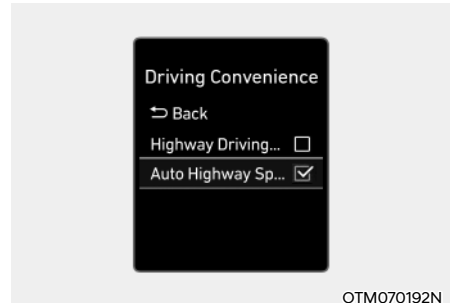 Driving Convenience
Back
Highway Driving...
Auto Highway Sp...
OTM070192N